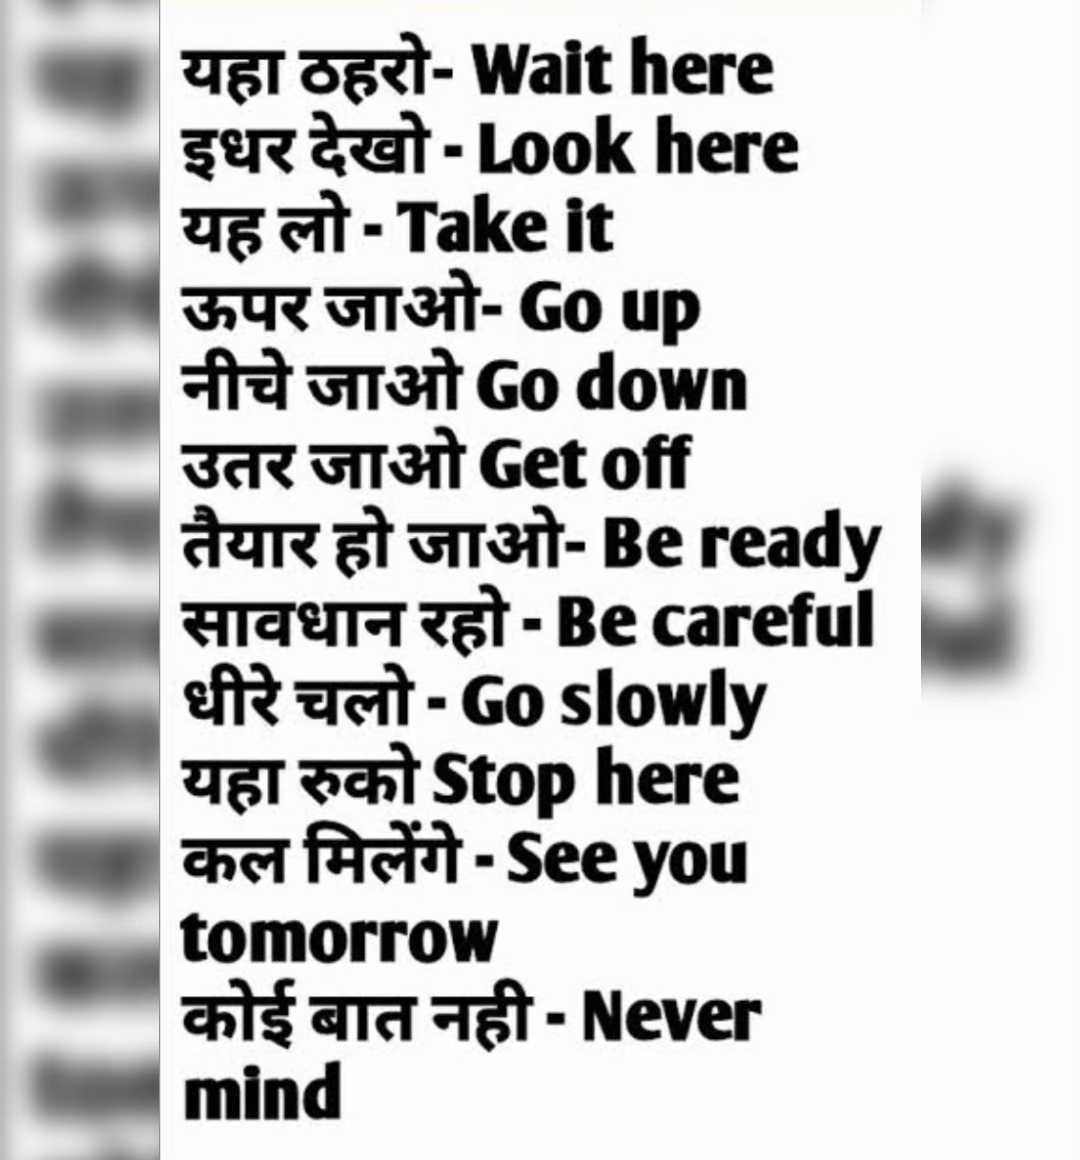 यहा ठहरो- Wait here
इधर देखो - Look here
यह लो - Take it
ऊपर जाओ- Go up
नीचे जाओ Go down
उतर जाओ Get off
तैयार हो जाओ- Be ready
सावधान रहो - Be careful
धीरे चलो - Go slowly
यहा रुको Stop here
कल मिलेंगे - See you
tomorrow
कोई बात नही - Never
mind